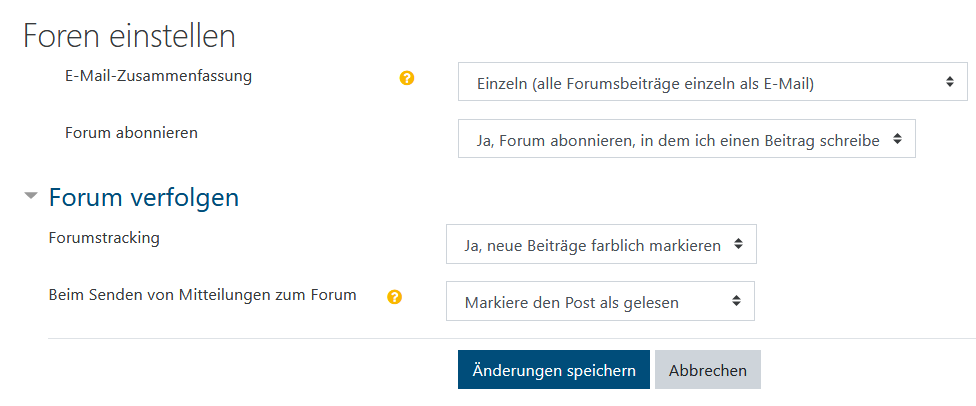 Foren einstellen
E-Mail-Zusammenfassung
Einzeln (alle Forumsbeiträge einzeln als E-Mail)
Forum abonnieren
Ja, Forum abonnieren, in dem ich einen Beitrag schreibe
Forum verfolgen
Forumstracking
Ja, neue Beiträge farblich markieren
Beim Senden von Mitteilungen zum Forum
Markiere den Post als gelesen
Änderungen speichern
Abbrechen